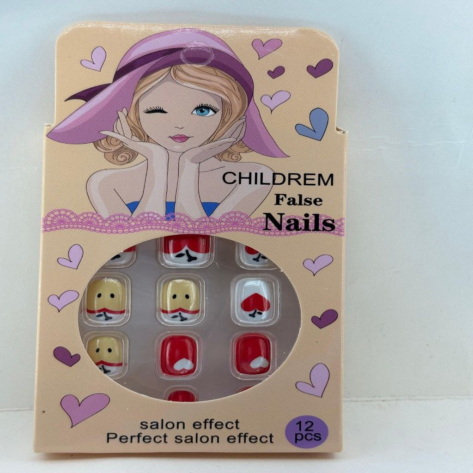 CHILDREM
False
Nails
salon effect
Perfect salon effect
12
pcs